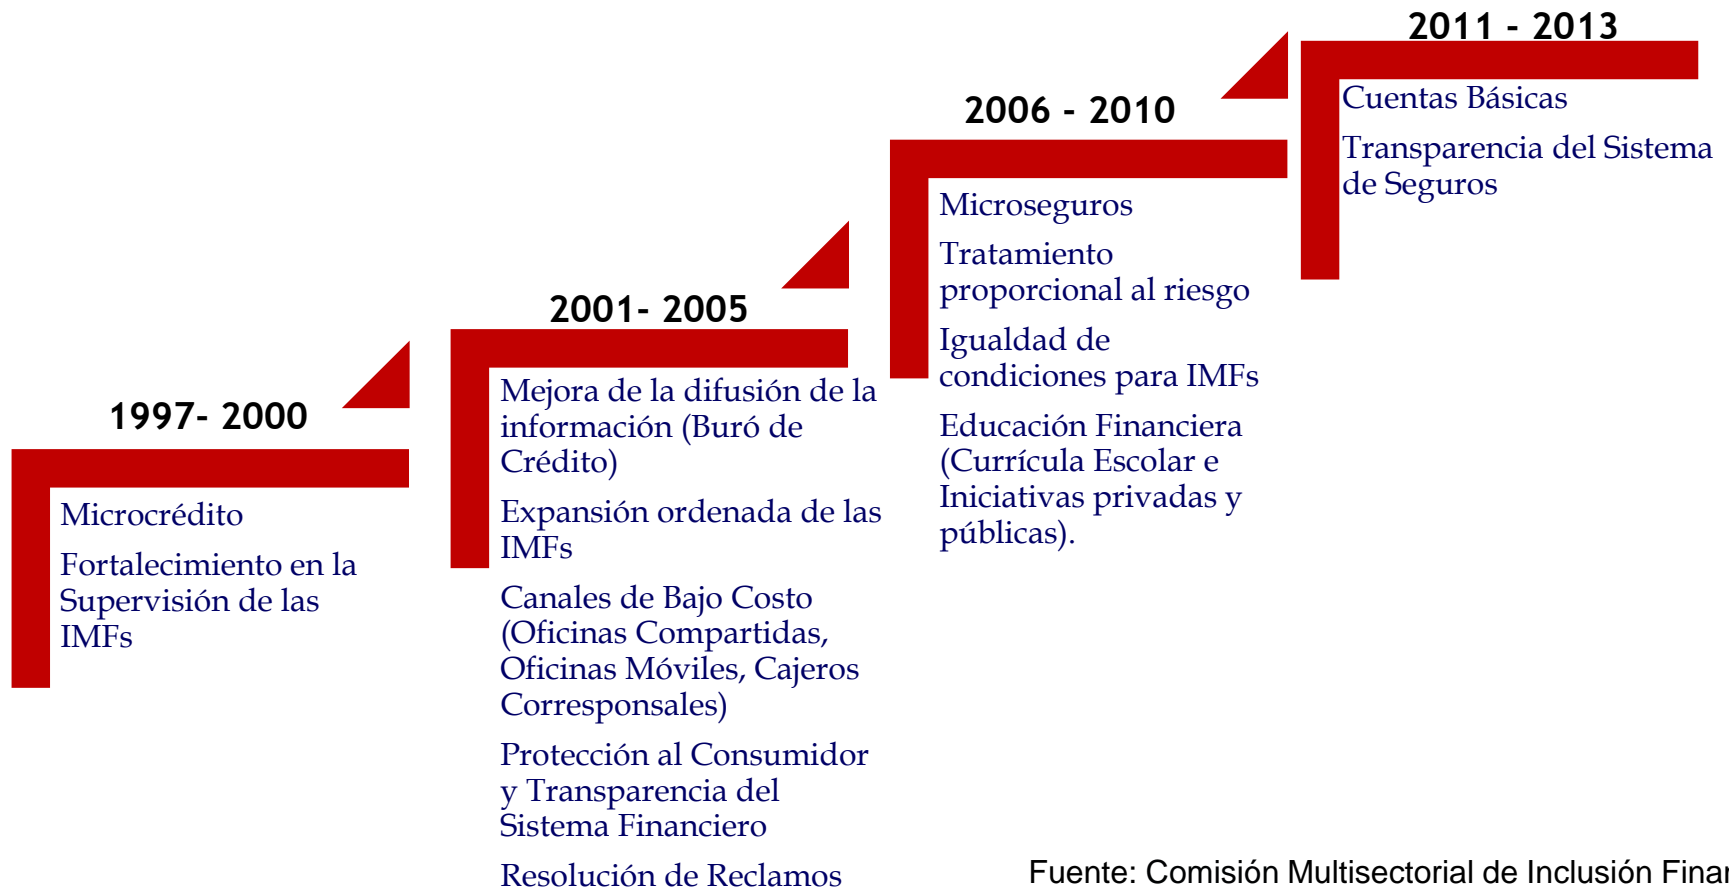 1997- 2000
Microcrédito
Fortalecimiento en la
Supervisión de las
IMFs
2001- 2005
Mejora de la difusión de la
información (Buró de
Crédito)
Expansión ordenada de las
IMFs
Canales de Bajo Costo
(Oficinas Compartidas,
Oficinas Móviles, Cajeros
Corresponsales)
Protección al Consumidor
y Transparencia del
Sistema Financiero
Resolución de Reclamos
2006 - 2010
Microseguros
Tratamiento
proporcional al riesgo
Igualdad de
condiciones para IMFs
Educación Financiera
(Currícula Escolar e
Iniciativas privadas y
públicas).
2011 - 2013
Cuentas Básicas
Transparencia del Sistema
de Seguros
Fuente: Comisión Multisectorial de Inclusión Finan